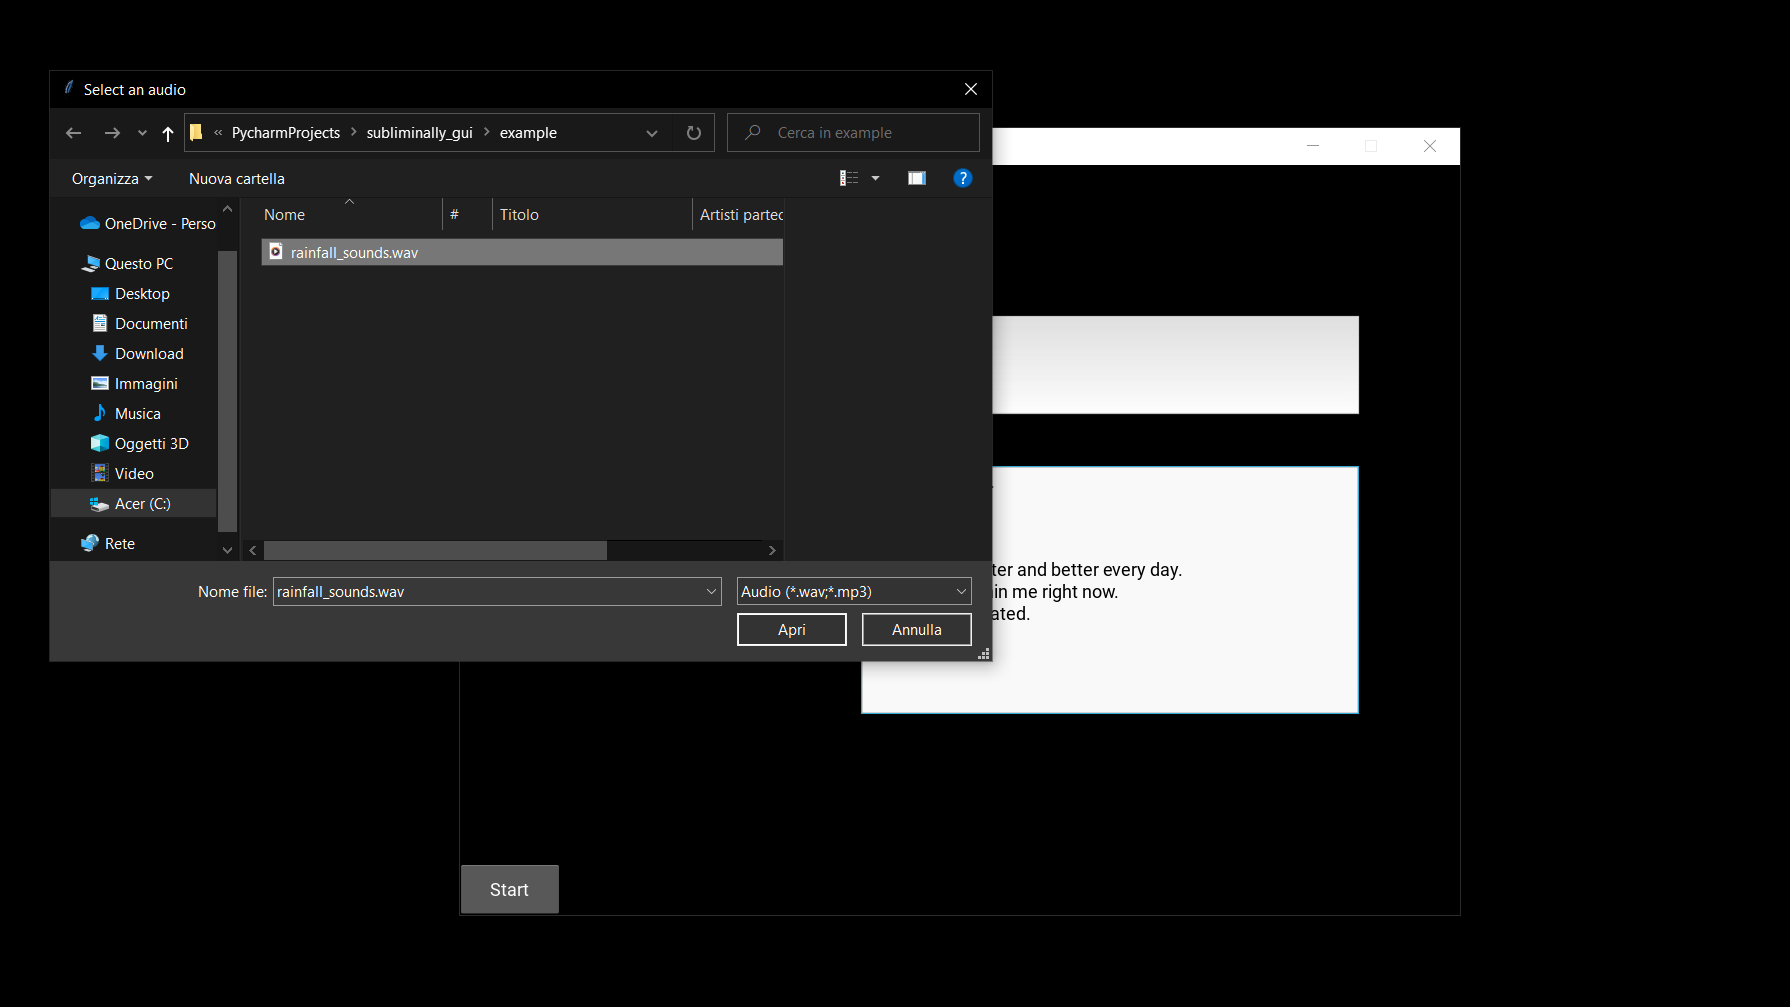 Select an audio
« PycharmProjects > subliminally_gui > example
Cerca in example
Organizza
Nuova cartella
?
Nome
#
Titolo
Artisti partec
OneDrive - Perso
rainfall_sounds.wav
Questo PC
Desktop
Documenti
Download
Immagini
Musica
Oggetti 3D
Video
Acer (C:)
Rete
Nome file: rainfall_sounds.wav
Audio (*.wav;*.mp3)
Apri
Annulla
ter and better every day.
in me right now.
ated.
Start